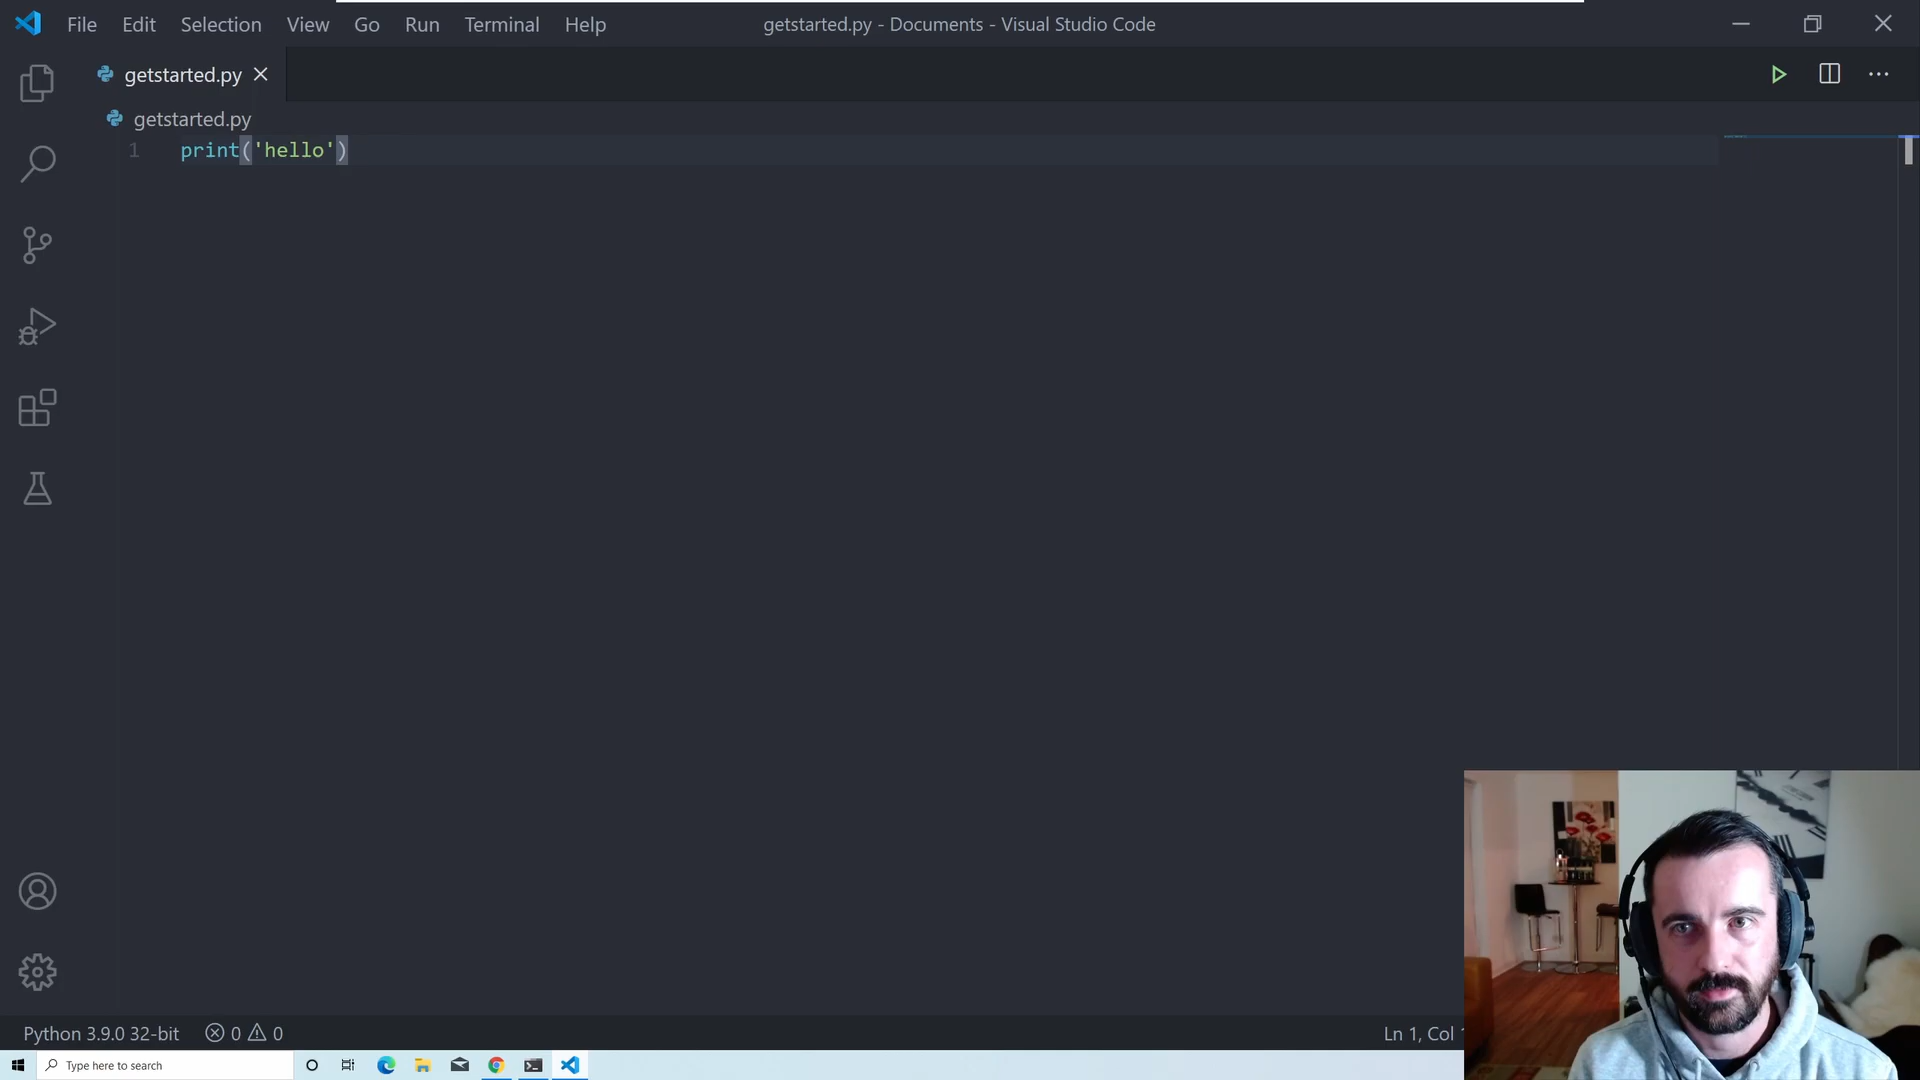 File Edit Selection View Go Run Terminal Help getstarted.py - Documents - Visual Studio Code
getstarted.py
getstarted.py
1 print('hello')
Python 3.9.0 32-bit 0 0 Ln 1, Col
Type here to search